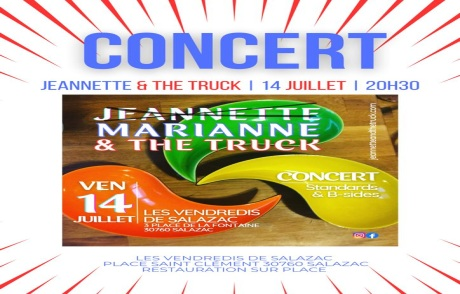 CONCERT
JEANNETTE & THE TRUCK | 14 JUILLET | 20H30
JEANNETTE
MARIANNE
& THE TRUCK
jeannetteandthetruck.com
CONCERT
Standards
& B-sides
VEN
14
JUILLET
LES VENDREDIS
DE SALAZAC
3 PLACE DE LA FONTAINE
30760 SALAZAC
LES VENDREDIS DE SALAZAC
PLACE SAINT CLÉMENT 30760 SALAZAC
RESTAURATION SUR PLACE